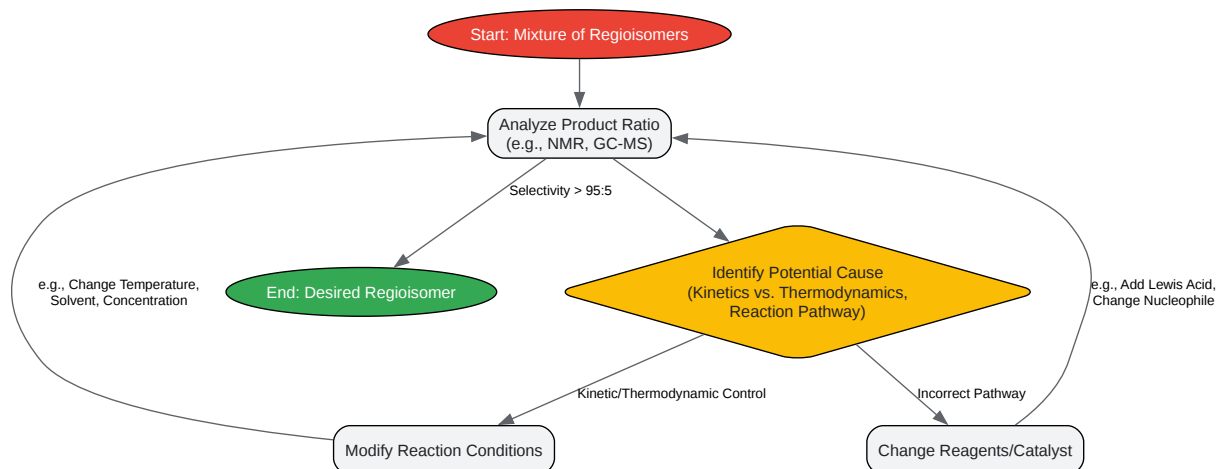 Start: Mixture of Regioisomers
Analyze Product Ratio
(e.g., NMR, GC-MS)
Selectivity > 95:5
End: Desired Regioisomer
Identify Potential Cause
(Kinetics vs. Thermodynamics,
Reaction Pathway)
e.g., Change Temperature,
Solvent, Concentration
e.g., Add Lewis Acid,
Change Nucleophile
Kinetic/Thermodynamic Control
Incorrect Pathway
Modify Reaction Conditions
Change Reagents/Catalyst